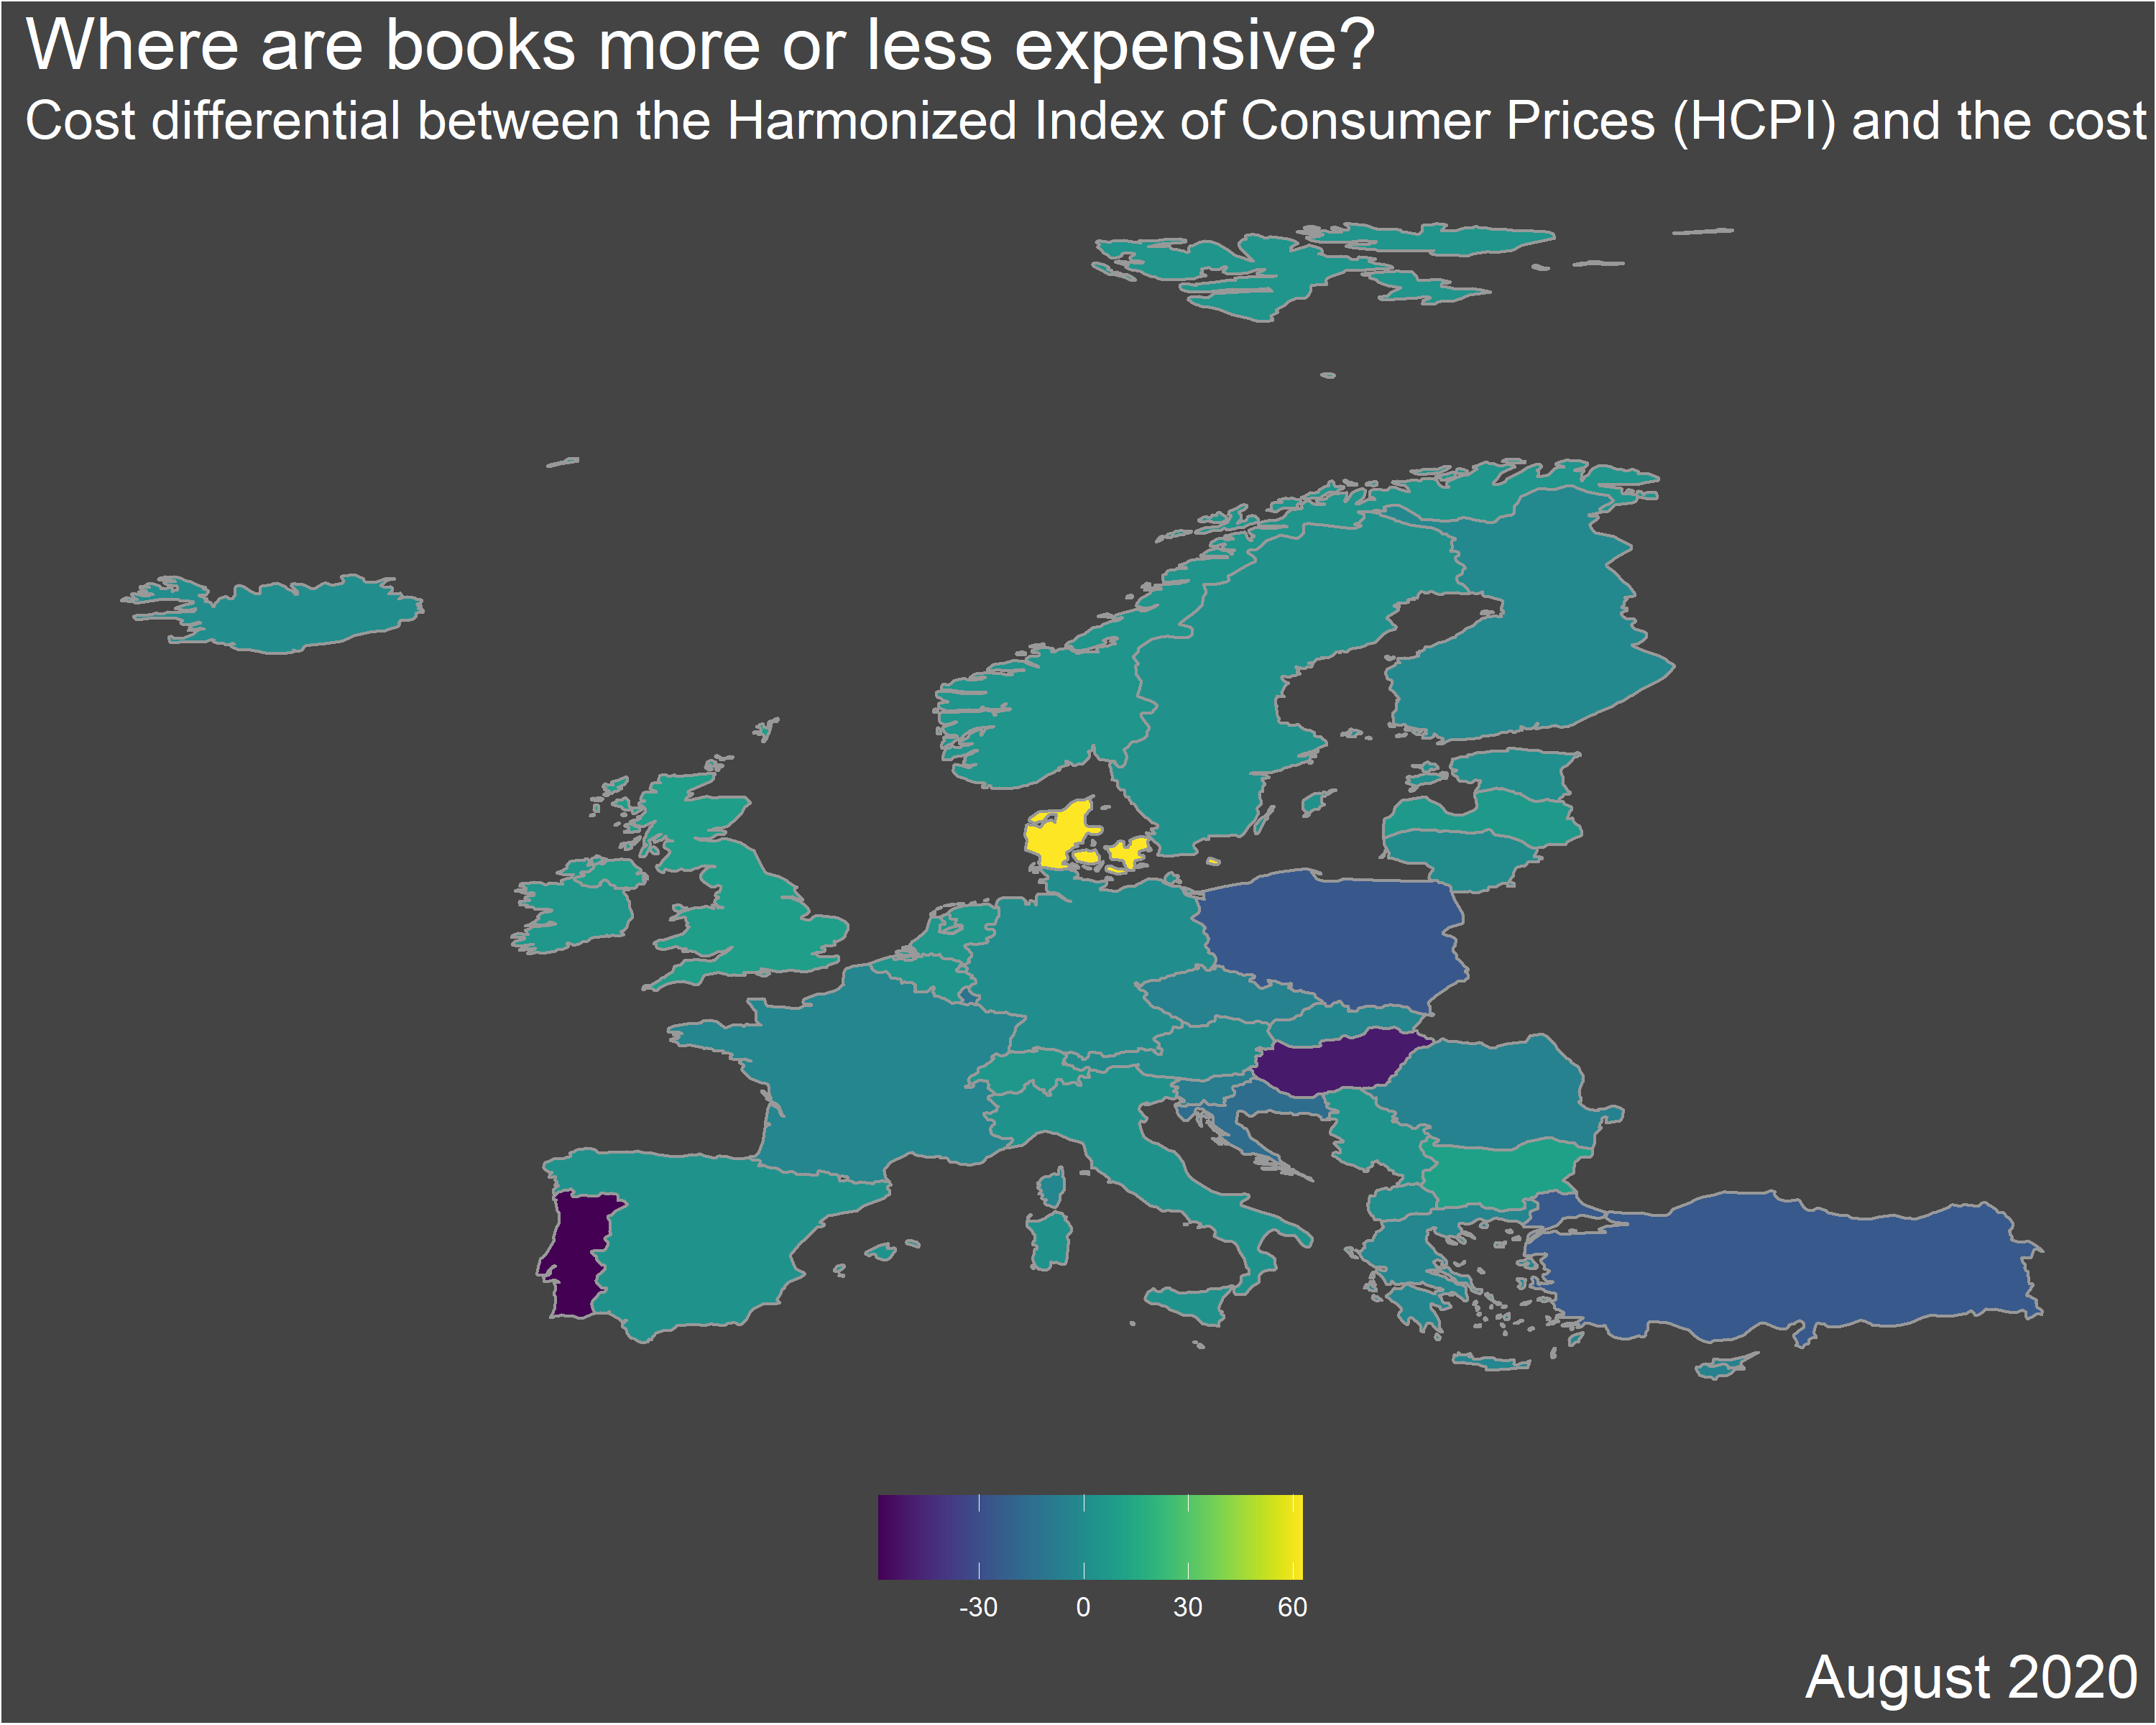 Where are books more or less expensive?
Cost differential between the Harmonized Index of Consumer Prices (HCPI) and the cost
-30 0 30 60
August 2020